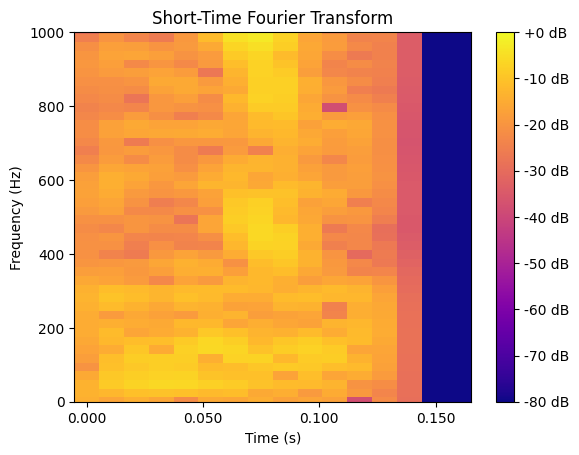 Short-Time Fourier Transform
Frequency (Hz)
1000
800
600
400
200
0
0.000
0.050
0.100
0.150
Time (s)
+0 dB
-10 dB
-20 dB
-30 dB
-40 dB
-50 dB
-60 dB
-70 dB
-80 dB